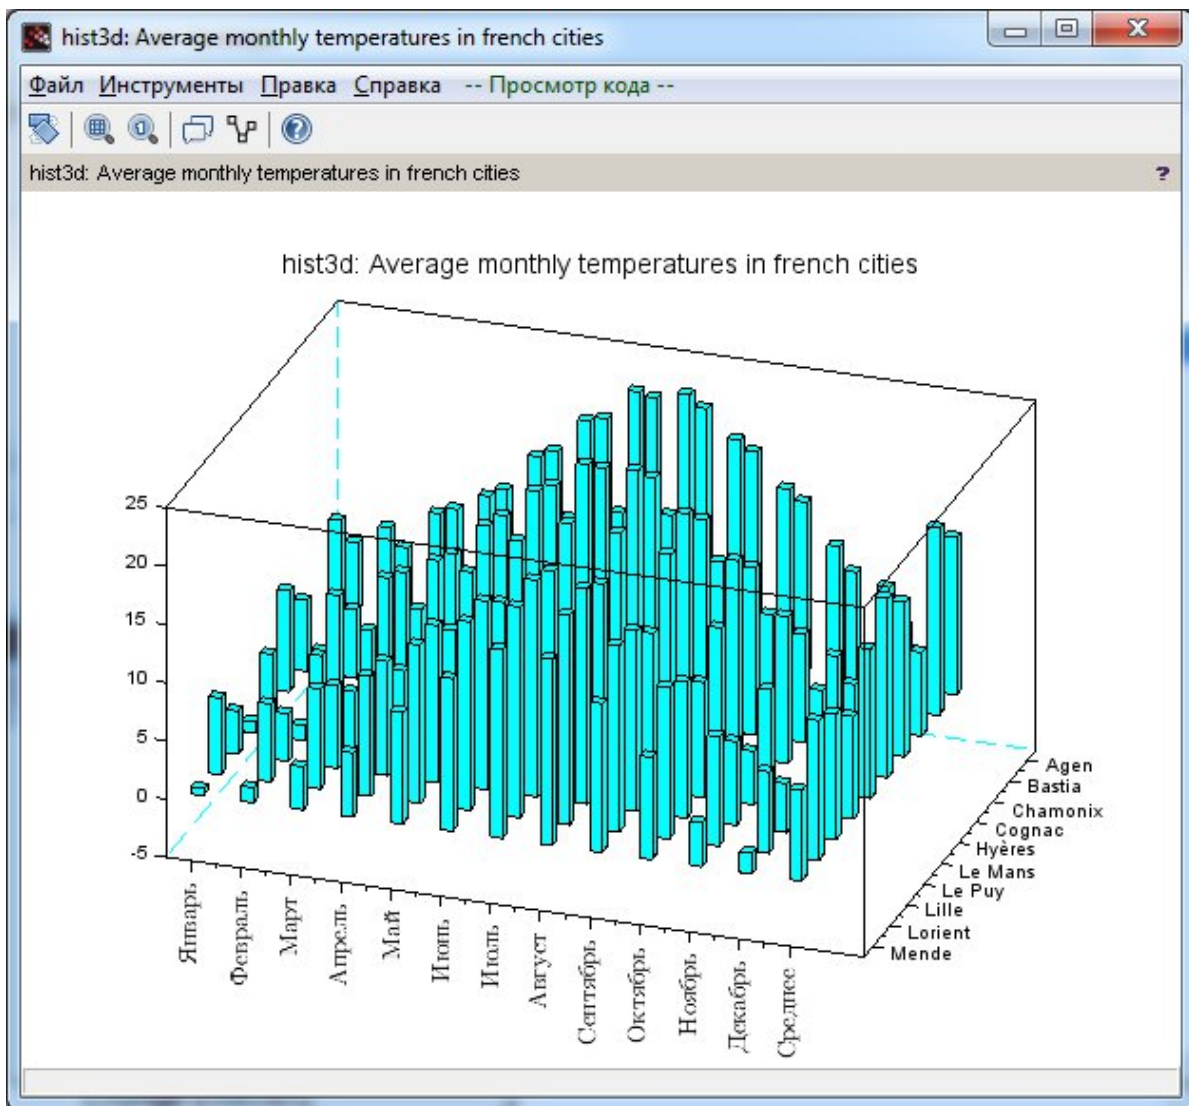 hist3d: Average monthly temperatures in french cities
Файл Инструменты Правка Справка -- Просмотр кода --
hist3d: Average monthly temperatures in french cities ?
hist3d: Average monthly temperatures in french cities
25
20
15
10
5
0
-5
Январь
Февраль
Март
Апрель
Май
Июнь
Июль
Август
Сентябрь
Октябрь
Ноябрь
Декабрь
Среднее
Agen
Bastia
Chamonix
Cognac
Hyères
Le Mans
Le Puy
Lille
Lorient
Mende